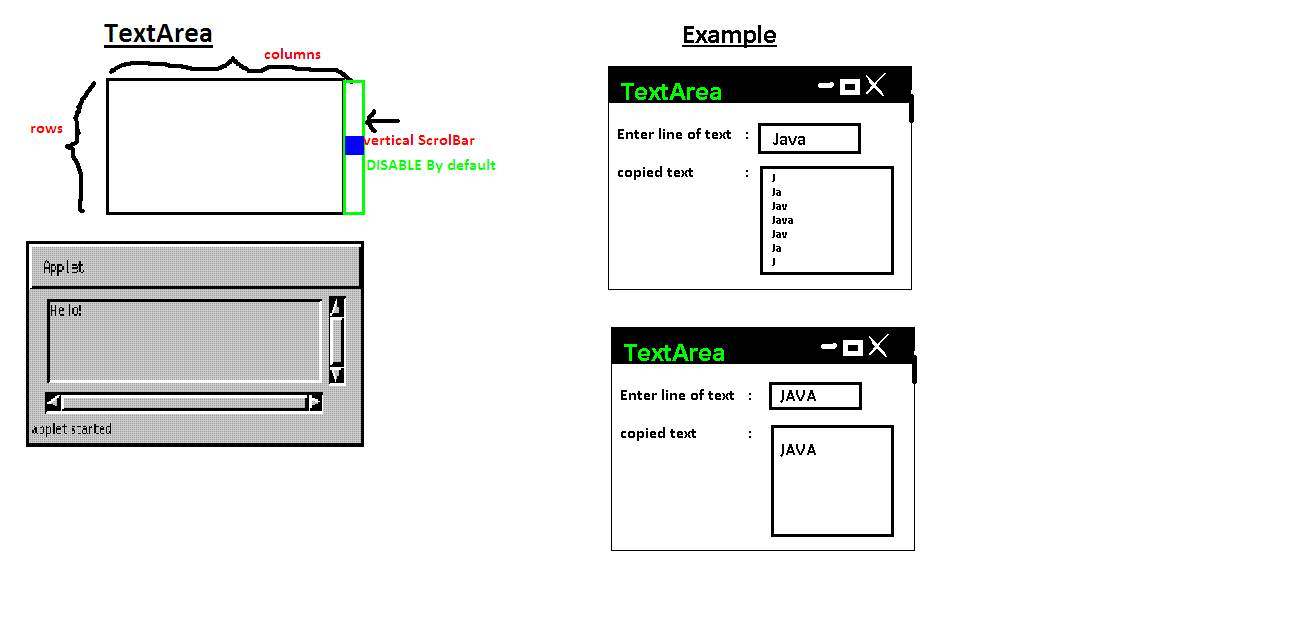 TextArea
columns
rows
vertical ScrolBar
DISABLE By default
Applet
Hello!
applet started
Example
TextArea
Enter line of text : Java
copied text :
J
Ja
Jav
Java
Jav
Ja
J
TextArea
Enter line of text : JAVA
copied text :
JAVA